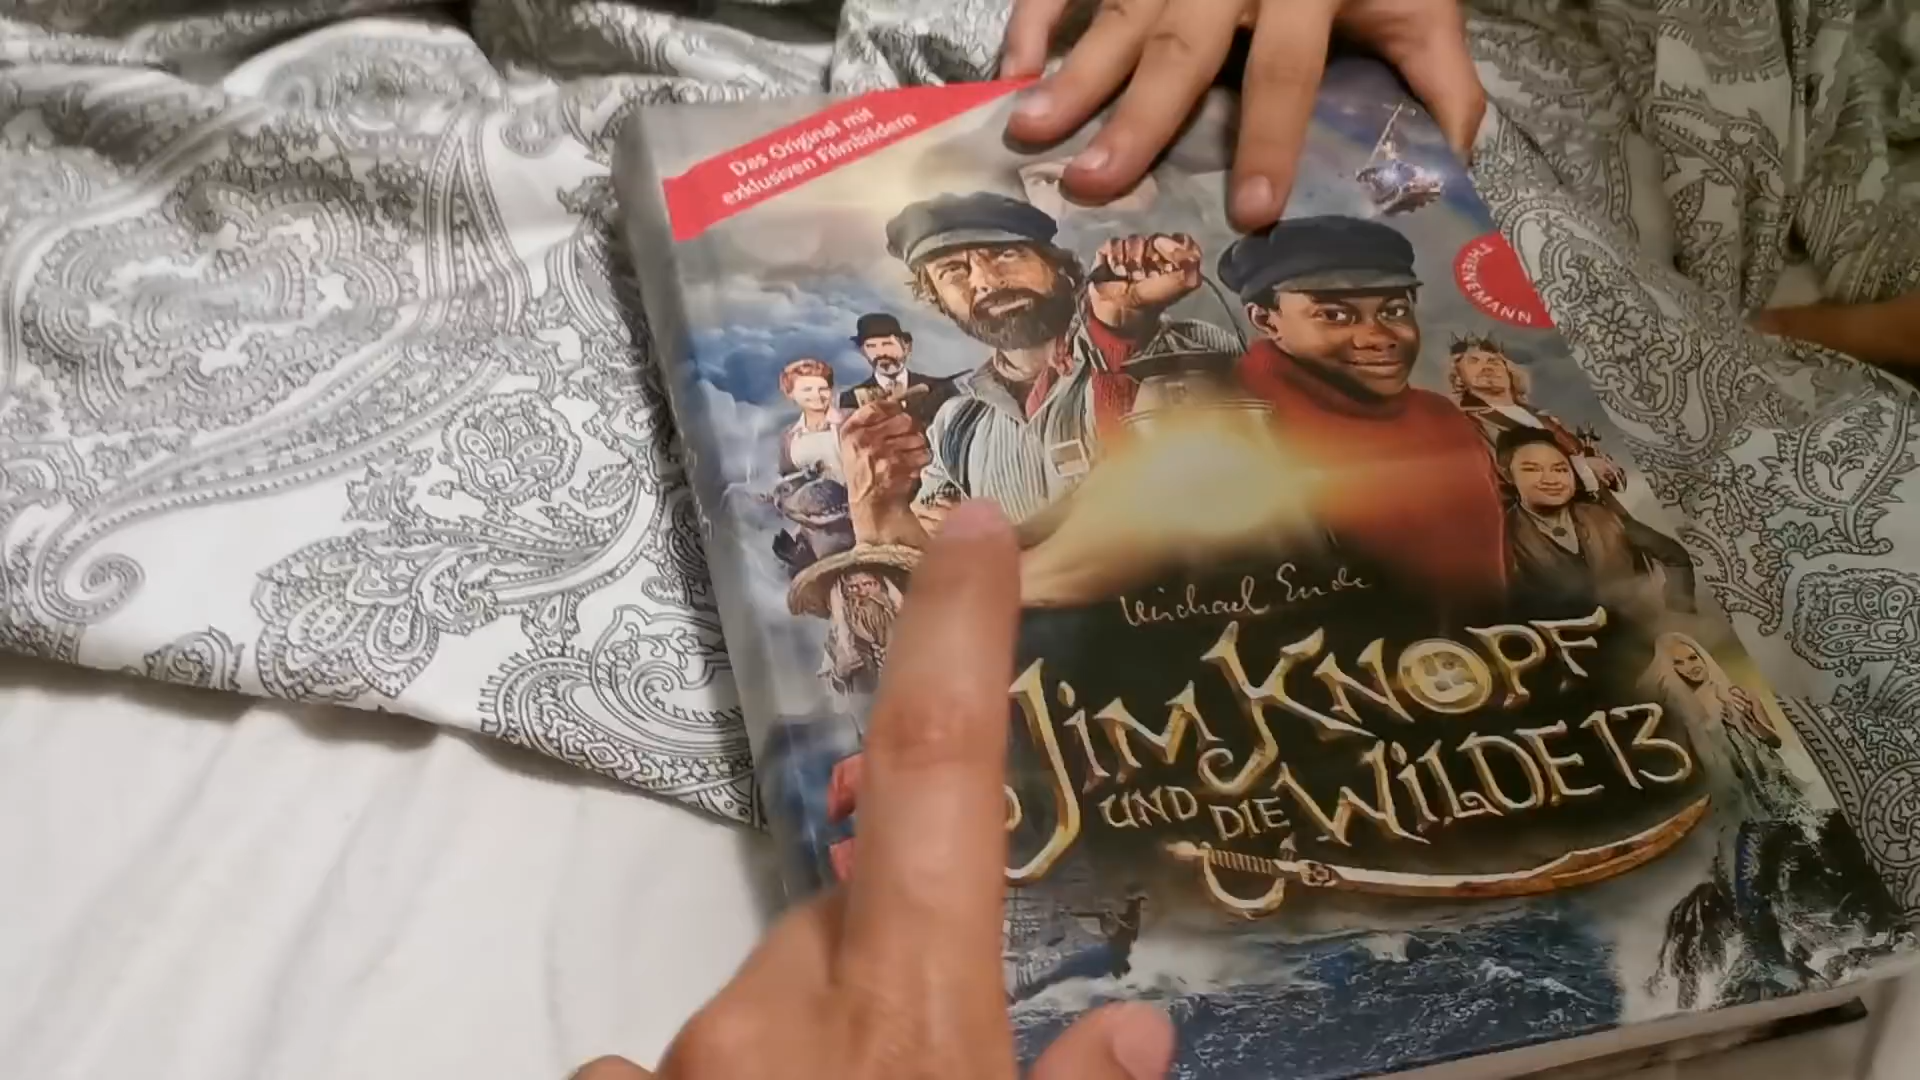 Das Original mit
exklusiven Filmbildern
THIENEMANN
Michael Ende
JIM KNOPF
UND DIE WILDE 13